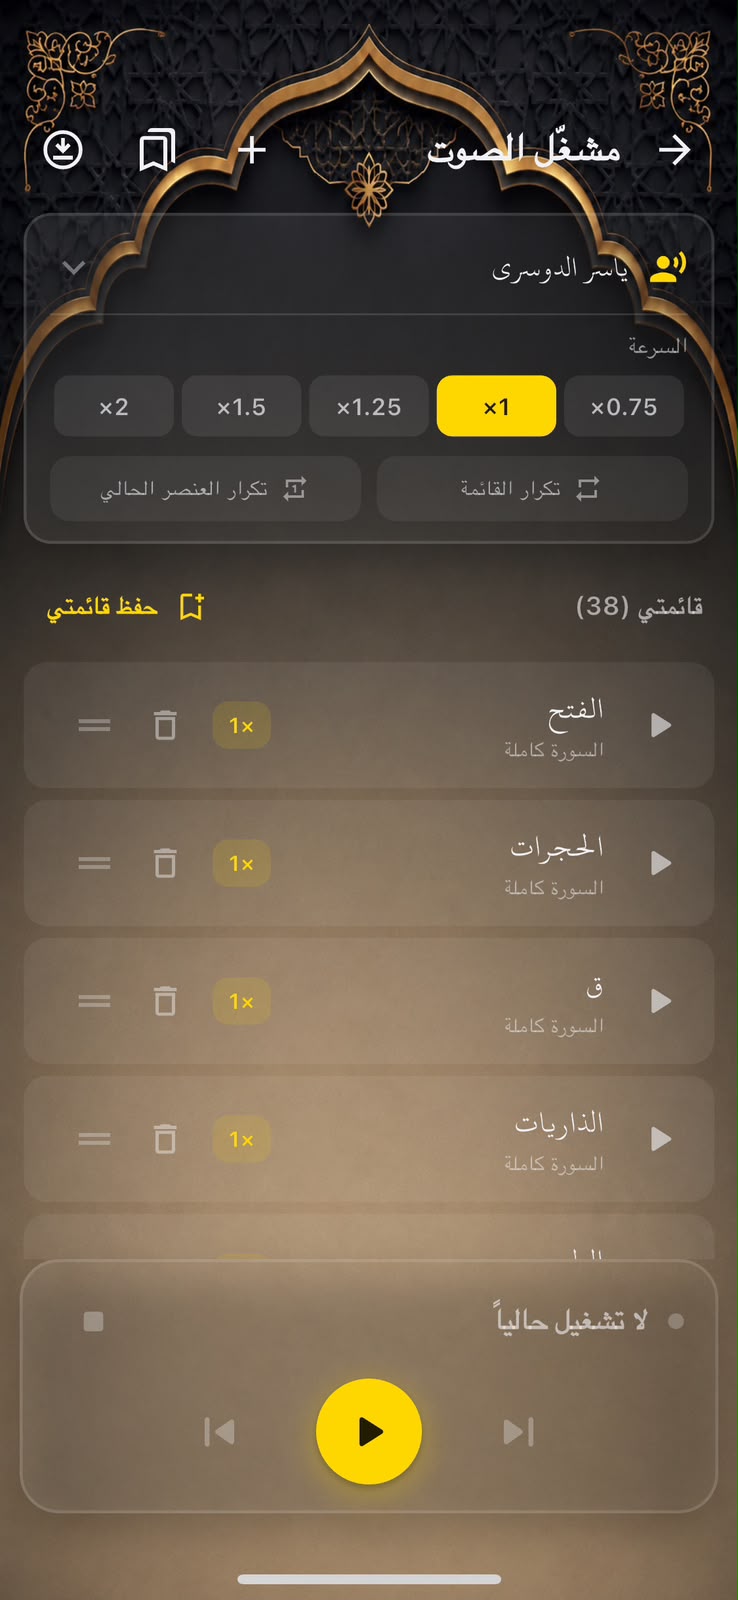 مشغّل الصوت
ياسر الدوسرى
السرعة
×0.75 ×1 ×1.25 ×1.5 ×2
تكرار القائمة
تكرار العنصر الحالي
قائمتي (38)
حفظ قائمتي
الفتح
السورة كاملة
1×
الحجرات
السورة كاملة
1×
ق
السورة كاملة
1×
الذاريات
السورة كاملة
1×
لا تشغيل حالياً